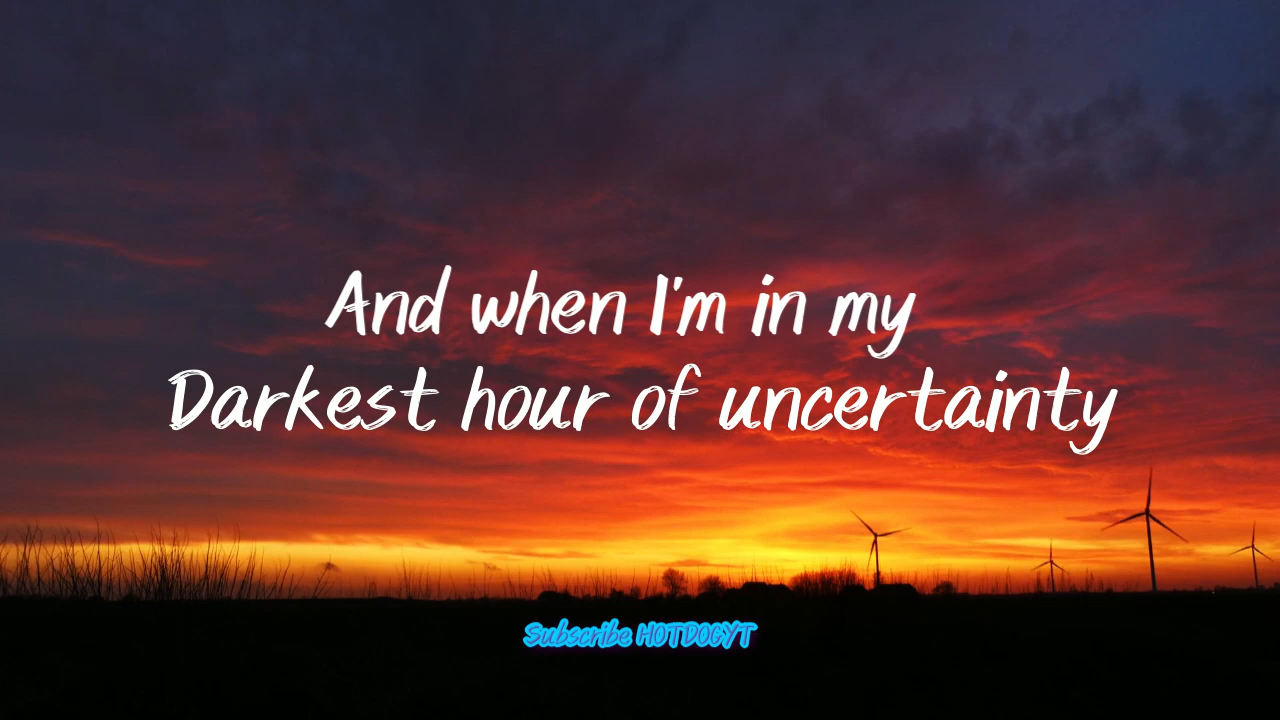 And when I'm in my
Darkest hour of uncertainty
Subscribe HOTDOGYT